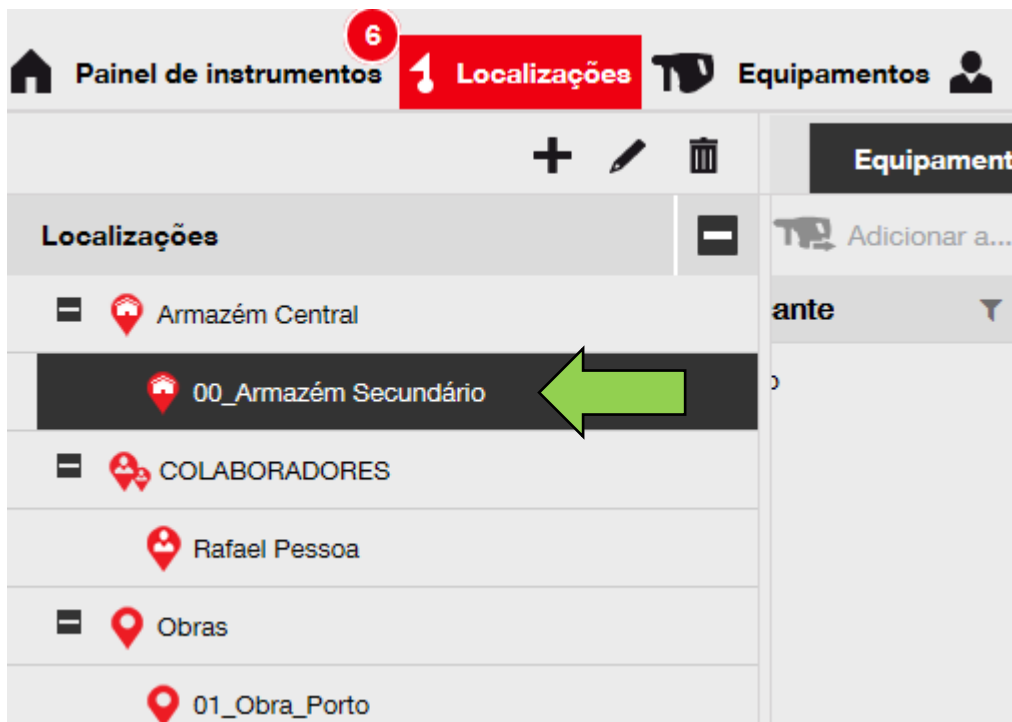 6
Painel de instrumentos Localizações Equipamentos
Equipament
Localizações
Adicionar a...
Armazém Central
ante
00_Armazém Secundário
COLABORADORES
Rafael Pessoa
Obras
01_Obra_Porto